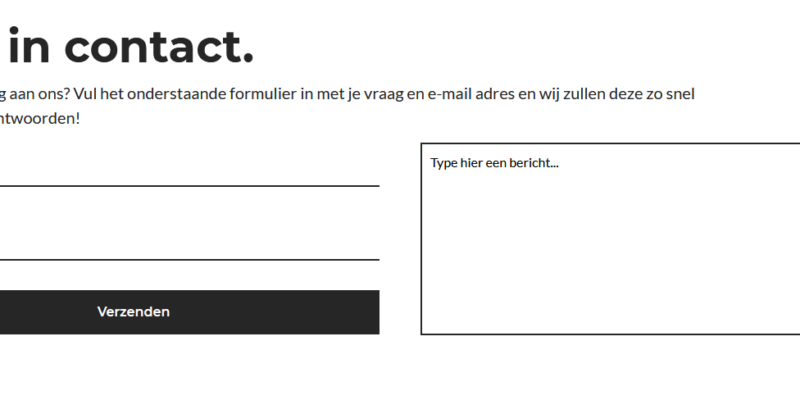 in contact.
aan ons? Vul het onderstaande formulier in met je vraag en e-mail adres en wij zullen deze zo snel
ntwoorden!
Type hier een bericht...
Verzenden